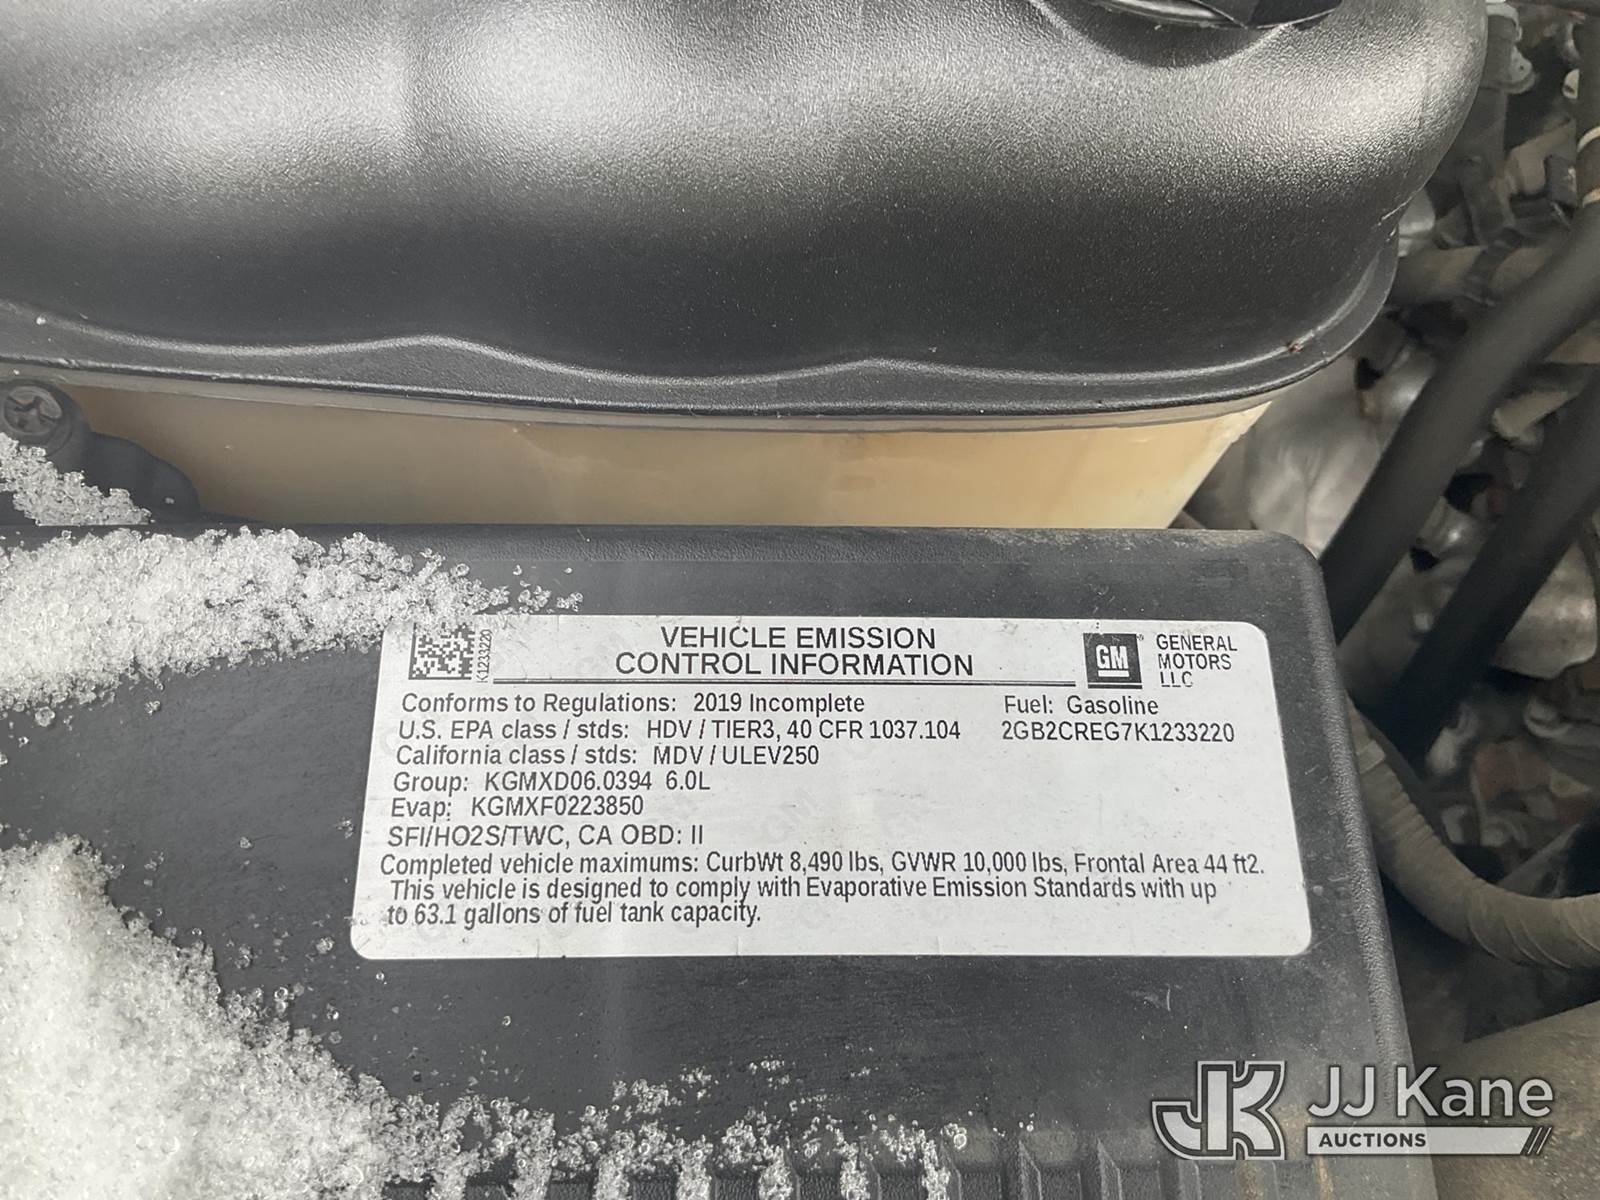 VEHICLE EMISSION
CONTROL INFORMATION
K1233220
GM
GENERAL
MOTORS
LLC
Conforms to Regulations: 2019 Incomplete
Fuel: Gasoline
U.S. EPA class / stds: HDV / TIER3, 40 CFR 1037.104
2GB2CREG7K1233220
California class / stds: MDV / ULEV250
Group: KGMXD06.0394 6.0L
Evap: KGMXF0223850
SFI/HO2S/TWC, CA OBD: II
Completed vehicle maximums: CurbWt 8,490 lbs, GVWR 10,000 lbs, Frontal Area 44 ft2.
This vehicle is designed to comply with Evaporative Emission Standards with up
to 63.1 gallons of fuel tank capacity.
JK JJ Kane
AUCTIONS